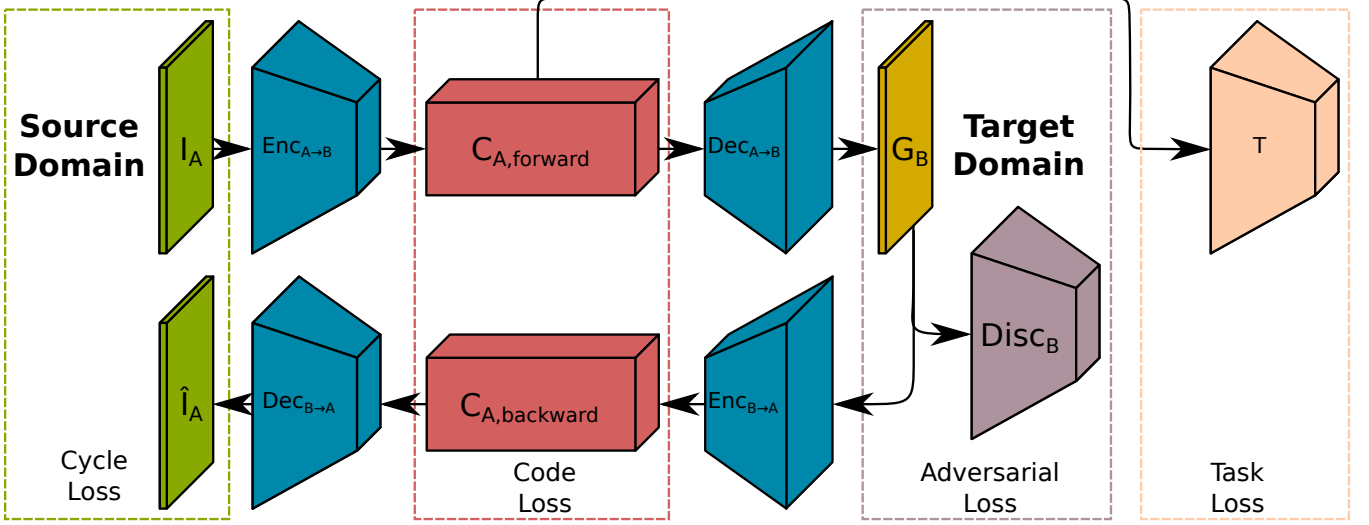 Source
Domain
I_A
Enc_A→B
C_A,forward
Dec_A→B
G_B
Target
Domain
T
Î_A
Dec_B→A
C_A,backward
Enc_B→A
Disc_B
Cycle
Loss
Code
Loss
Adversarial
Loss
Task
Loss